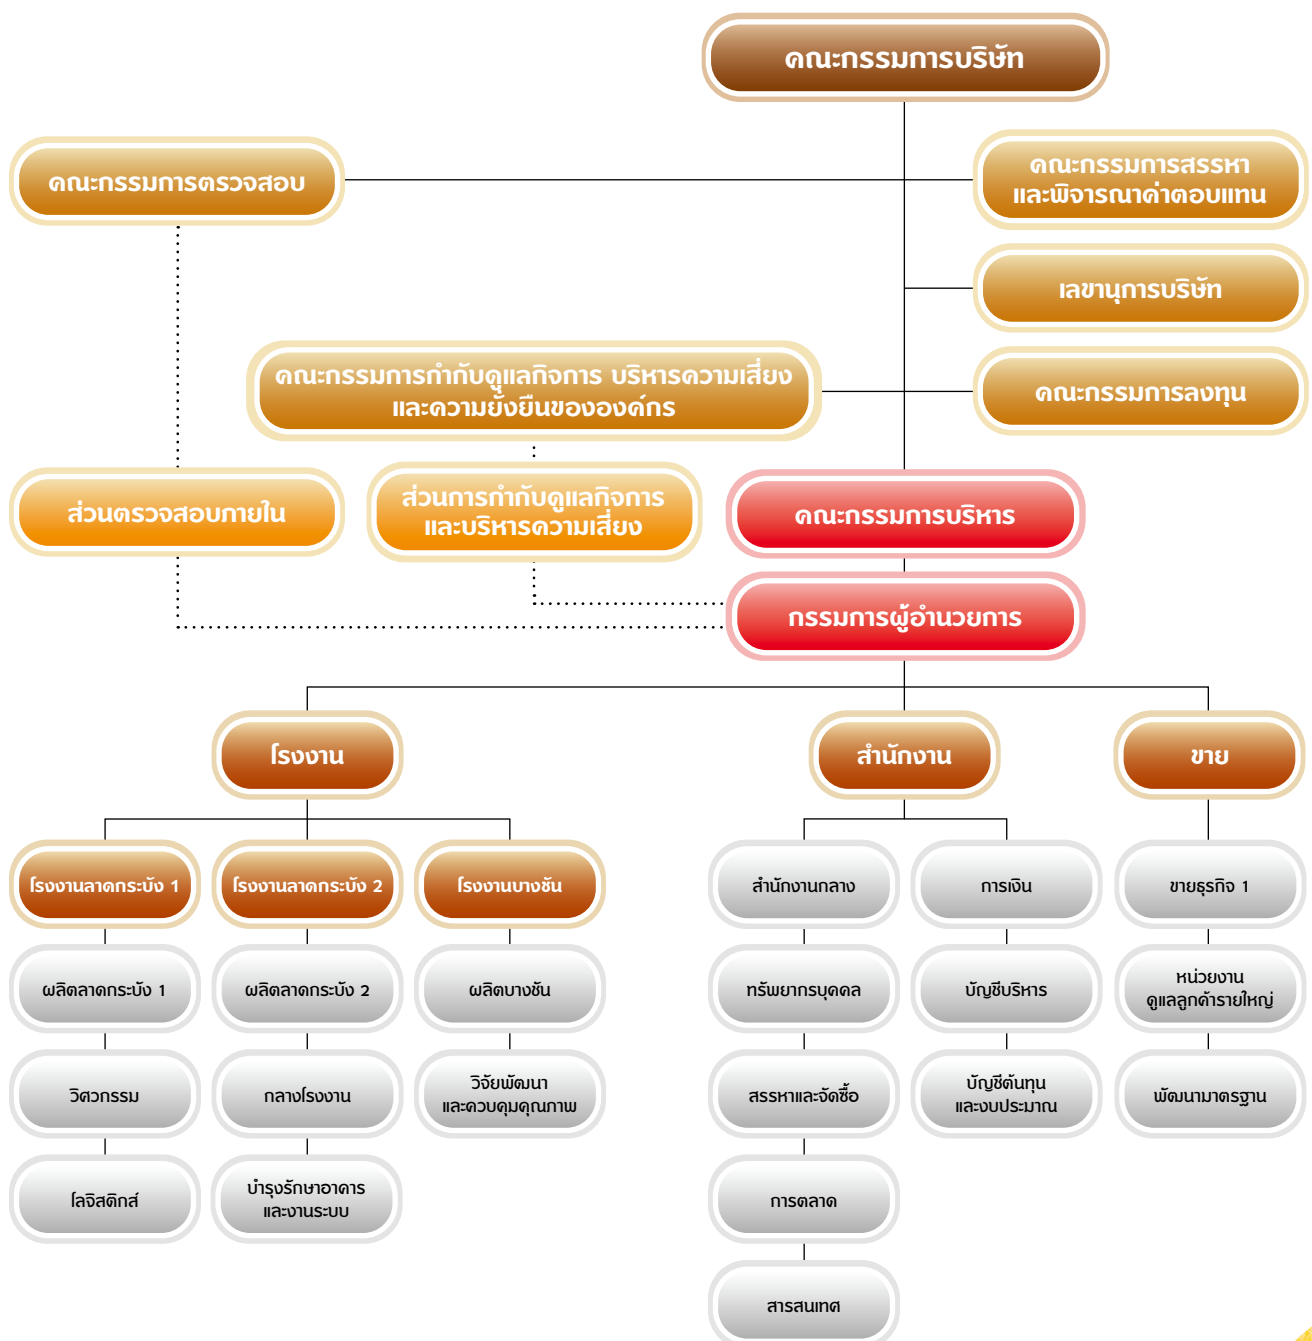 คณะกรรมการบริษัท
คณะกรรมการตรวจสอบ
คณะกรรมการสรรหา
และพิจารณาค่าตอบแทน
เลขานุการบริษัท
คณะกรรมการกำกับดูแลกิจการ บริหารความเสี่ยง
และความยั่งยืนขององค์กร
คณะกรรมการลงทุน
ส่วนตรวจสอบภายใน
ส่วนการกำกับดูแลกิจการ
และบริหารความเสี่ยง
คณะกรรมการบริหาร
กรรมการผู้อำนวยการ
โรงงาน
สำนักงาน
ขาย
โรงงานลาดกระบัง 1
โรงงานลาดกระบัง 2
โรงงานบางชัน
สำนักงานกลาง
การเงิน
ขายธุรกิจ 1
ผลิตลาดกระบัง 1
ผลิตลาดกระบัง 2
ผลิตบางชัน
ทรัพยากรบุคคล
บัญชีบริหาร
หน่วยงาน
ดูแลลูกค้ารายใหญ่
วิศวกรรม
กลางโรงงาน
วิจัยพัฒนา
และควบคุมคุณภาพ
สรรหาและจัดซื้อ
บัญชีต้นทุน
และงบประมาณ
พัฒนามาตรฐาน
โลจิสติกส์
บำรุงรักษาอาคาร
และงานระบบ
การตลาด
สารสนเทศ